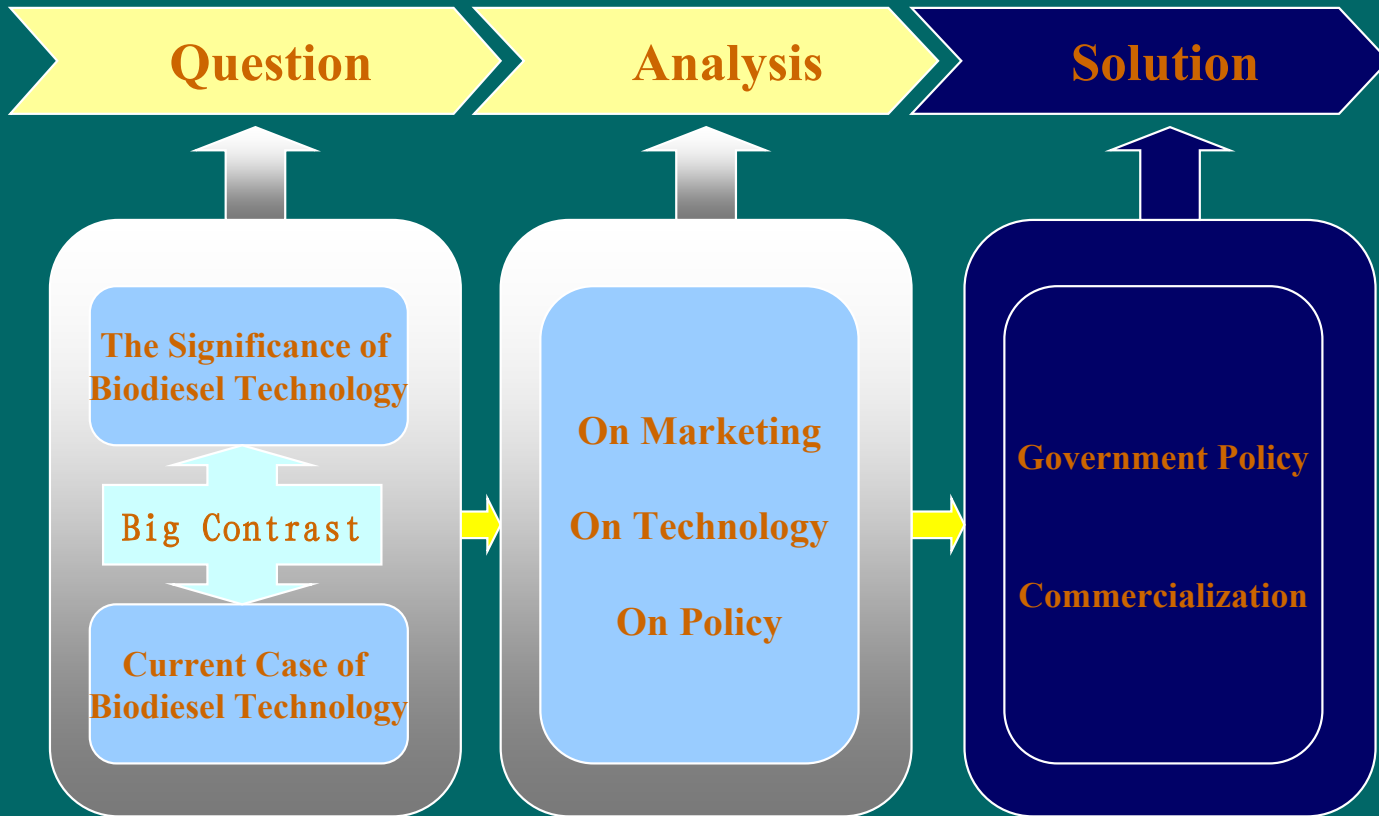 Question
Analysis
Solution
The Significance of
Biodiesel Technology
Big Contrast
Current Case of
Biodiesel Technology
On Marketing
On Technology
On Policy
Government Policy
Commercialization